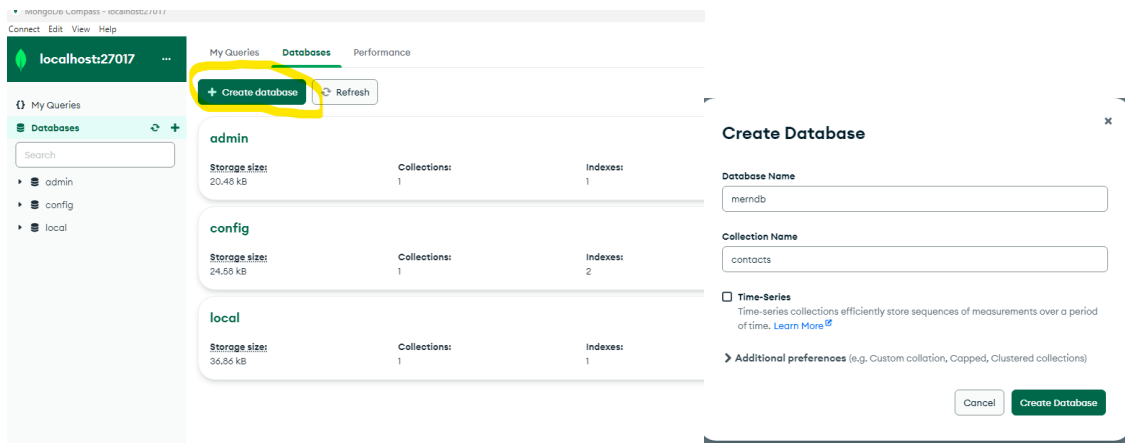 MongoDB Compass - localhost:27017
Connect Edit View Help
localhost:27017 ...
My Queries Databases Performance
+ Create database Refresh
{} My Queries
Databases
Search
admin
config
local
admin
Storage size: Collections: Indexes:
20.48 kB 1 1
config
Storage size: Collections: Indexes:
24.58 kB 1 2
local
Storage size: Collections: Indexes:
36.86 kB 1 1
Create Database
Database Name
merndb
Collection Name
contacts
Time-Series
Time-series collections efficiently store sequences of measurements over a period
of time. Learn More
Additional preferences (e.g. Custom collation, Capped, Clustered collections)
Cancel Create Database